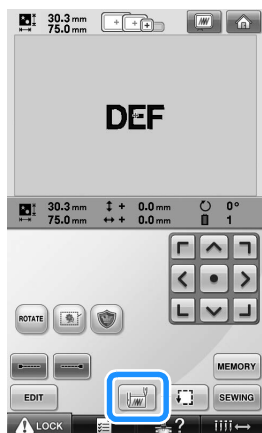 30.3 mm
75.0 mm
DEF
30.3 mm + 0.0 mm 0°
75.0 mm + 0.0 mm 1
ROTATE
MEMORY
EDIT
SEWING
LOCK ?